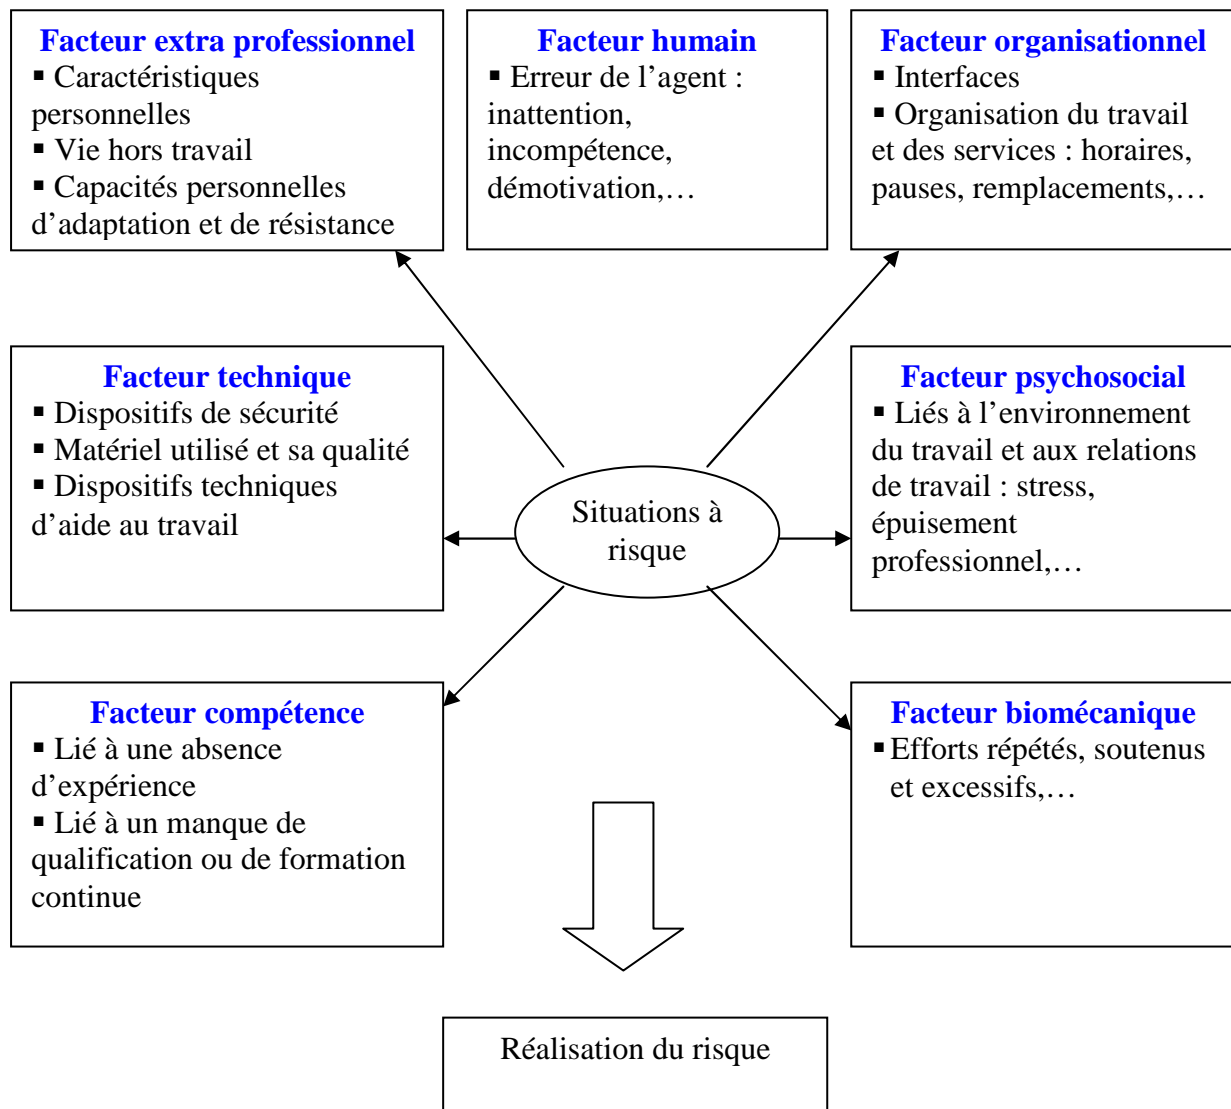 Facteur extra professionnel
▪ Caractéristiques
personnelles
▪ Vie hors travail
▪ Capacités personnelles
d’adaptation et de résistance
Facteur humain
▪ Erreur de l’agent :
inattention,
incompétence,
démotivation,…
Facteur organisationnel
▪ Interfaces
▪ Organisation du travail
et des services : horaires,
pauses, remplacements,…
Facteur technique
▪ Dispositifs de sécurité
▪ Matériel utilisé et sa qualité
▪ Dispositifs techniques
d’aide au travail
Situations à
risque
Facteur psychosocial
▪ Liés à l’environnement
du travail et aux relations
de travail : stress,
épuisement
professionnel,…
Facteur compétence
▪ Lié à une absence
d’expérience
▪ Lié à un manque de
qualification ou de formation
continue
Facteur biomécanique
▪ Efforts répétés, soutenus
et excessifs,…
Réalisation du risque